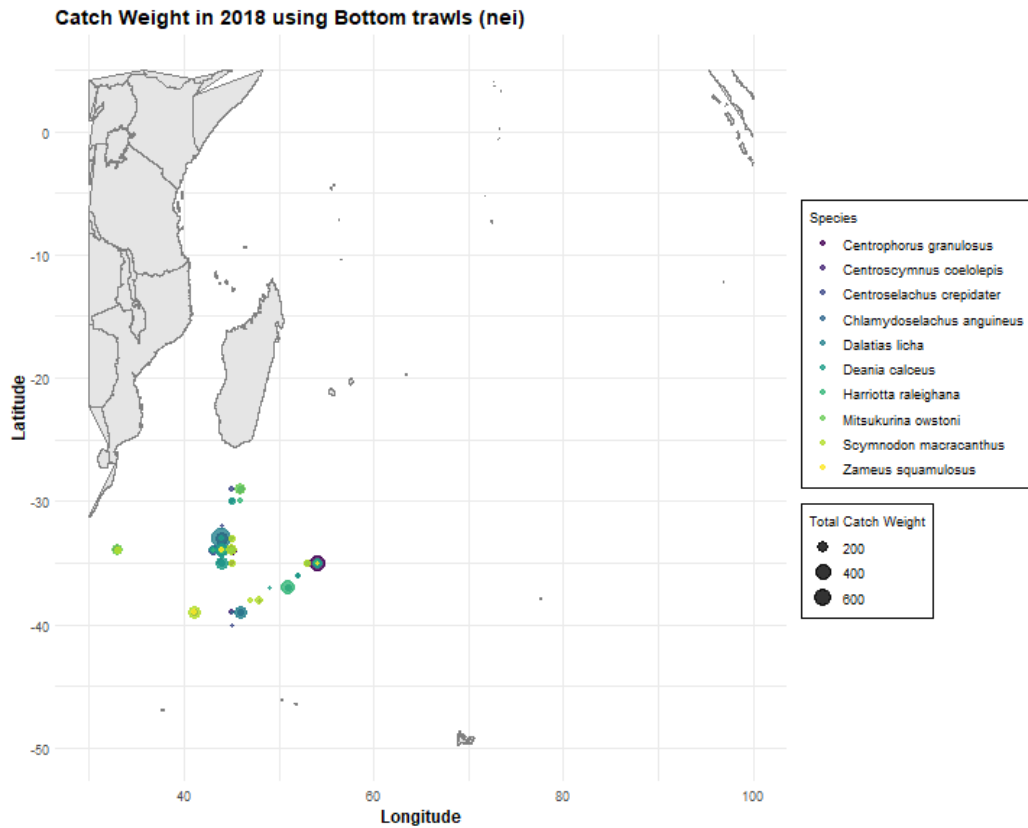 Catch Weight in 2018 using Bottom trawls (nei)
0
-10
-20
-30
-40
-50
Latitude
40
60
80
100
Longitude
Species
Centrophorus granulosus
Centroscymnus coelolepis
Centroselachus crepidater
Chlamydoselachus anguineus
Dalatias licha
Deania calceus
Harriotta raleighana
Mitsukurina owstoni
Scymnodon macracanthus
Zameus squamulosus
Total Catch Weight
200
400
600